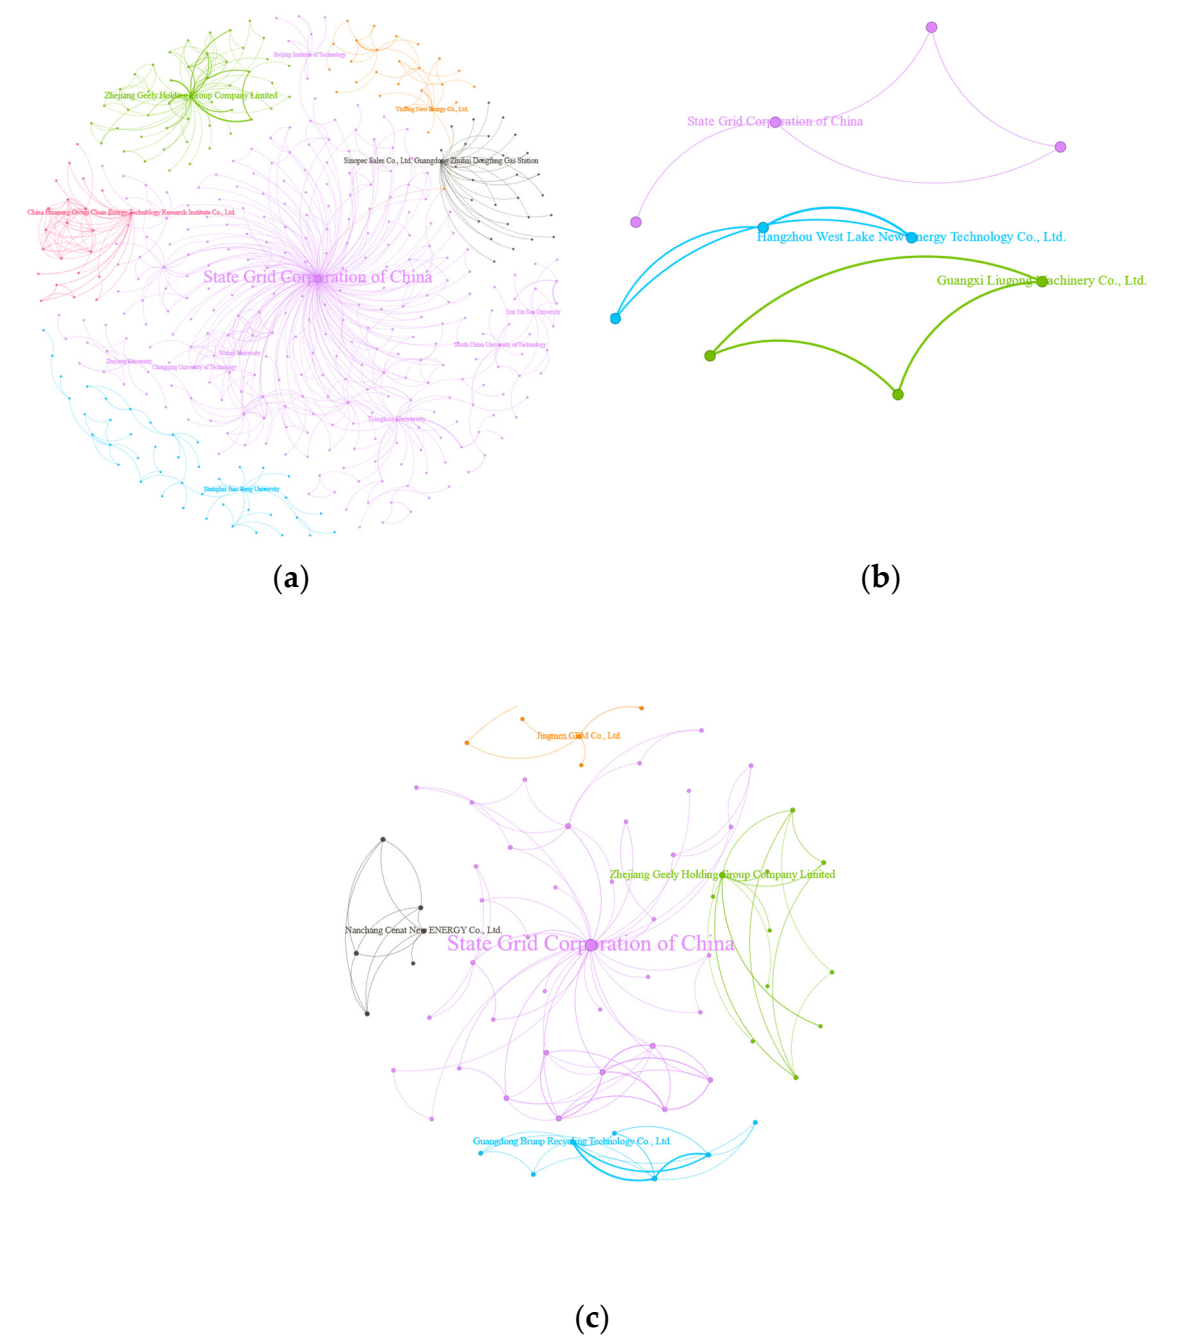 Beijing Institute of Technology
Zhejiang Geely Holding Group Company Limited
Yinlong New Energy Co., Ltd.
Sinopec Sales Co., Ltd. Guangdong Zhuhai Dongfang Gas Station
China Huaneng Group Clean Energy Technology Research Institute Co., Ltd.
State Grid Corporation of China
Sun Yat-Sen University
South China University of Technology
Wuhan University
Zhejiang University
Chongqing University of Technology
Tsinghua University
Shanghai Jiao Tong University
(a)
State Grid Corporation of China
Hangzhou West Lake New Energy Technology Co., Ltd.
Guangxi Liugong Machinery Co., Ltd.
(b)
Jingmen GEM Co., Ltd.
Zhejiang Geely Holding Group Company Limited
Nanchang Cenat New ENERGY Co., Ltd.
State Grid Corporation of China
Guangdong Brunp Recycling Technology Co., Ltd.
(c)